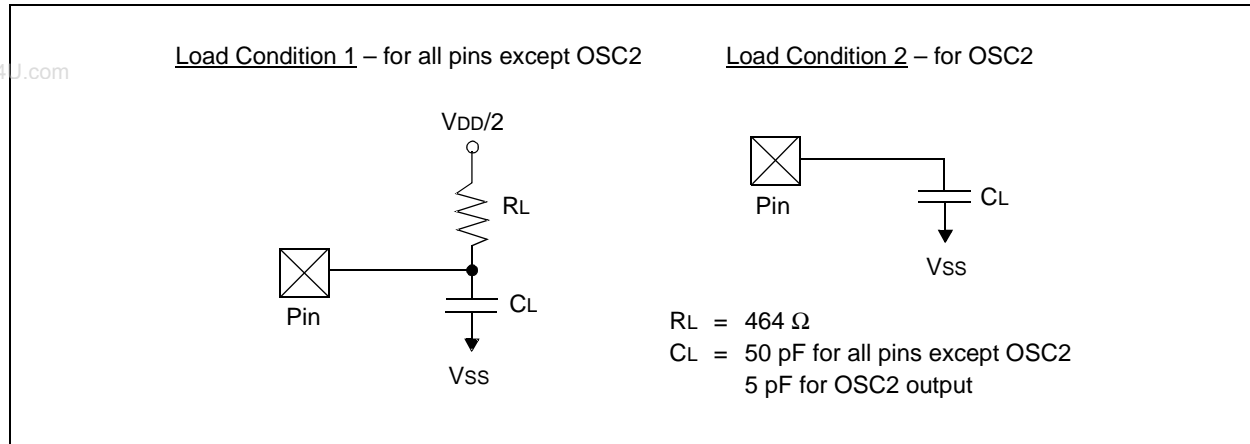 4U.com
Load Condition 1 – for all pins except OSC2
VDD/2
RL
Pin
CL
VSS
Load Condition 2 – for OSC2
Pin
CL
VSS
RL = 464 Ω
CL = 50 pF for all pins except OSC2
5 pF for OSC2 output